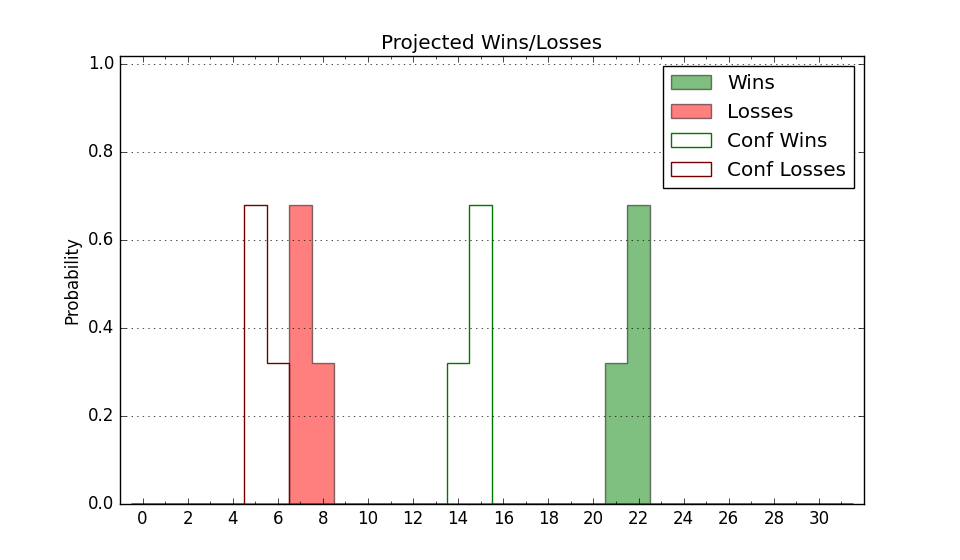 Projected Wins/Losses
1.0
0.8
0.6
0.4
0.2
0.0
Probability
Wins
Losses
Conf Wins
Conf Losses
0 2 4 6 8 10 12 14 16 18 20 22 24 26 28 30